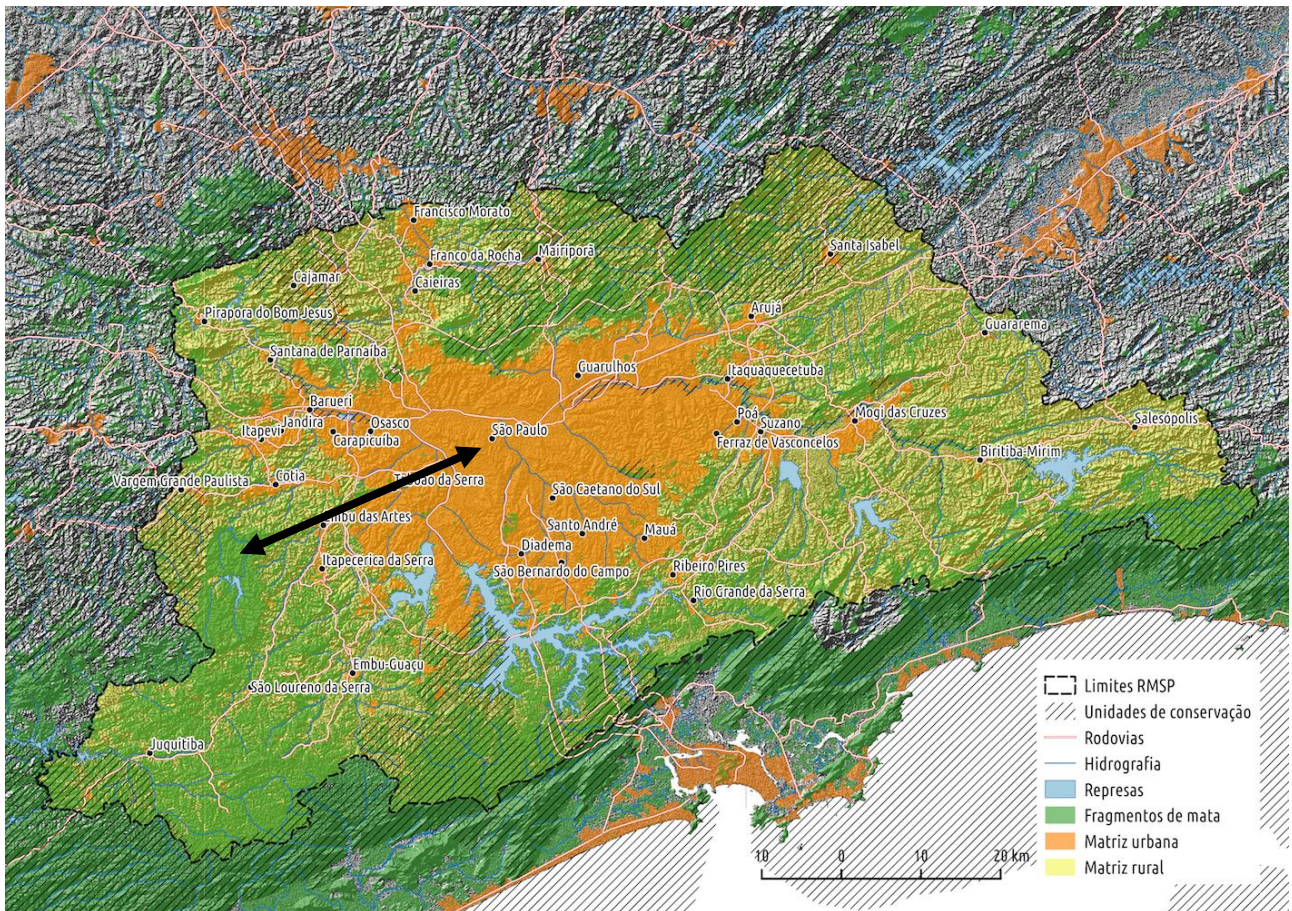 Francisco Morato
Franco da Rocha
Mairiporã
Santa Isabel
Cajamar
Caieiras
Pirapora do Bom Jesus
Arujá
Guararema
Santana de Parnaíba
Guarulhos
Itaquaquecetuba
Barueri
Jandira
Osasco
Itapevi
Carapicuíba
São Paulo
Poá
Suzano
Mogi das Cruzes
Salesópolis
Ferraz de Vasconcelos
Biritiba-Mirim
Vargem Grande Paulista
Cotia
Taboão da Serra
São Caetano do Sul
Embu das Artes
Santo André
Mauá
Diadema
Itapecerica da Serra
São Bernardo do Campo
Ribeiro Pires
Rio Grande da Serra
Embu-Guaçu
São Loureno da Serra
Juquitiba
Limites RMSP
Unidades de conservação
Rodovias
Hidrografia
Represas
Fragmentos de mata
Matriz urbana
Matriz rural
10 0 10 20 km